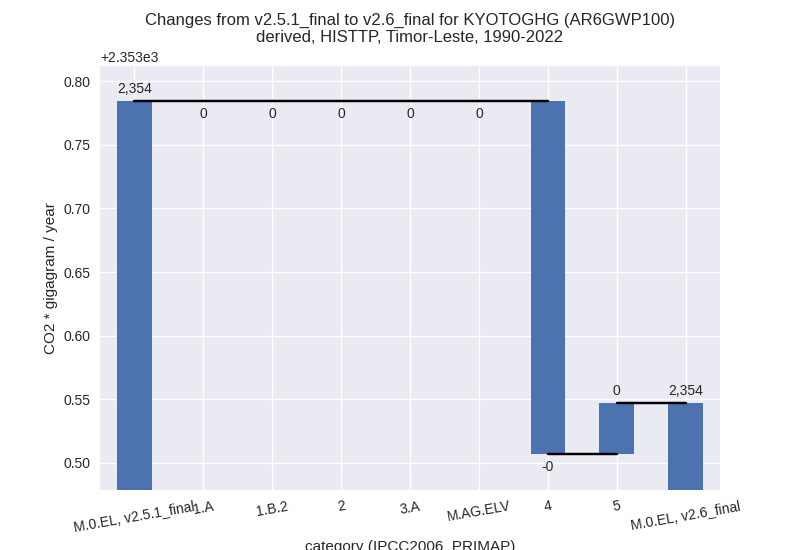 Changes from v2.5.1_final to v2.6_final for KYOTOGHG (AR6GWP100)
derived, HISTTP, Timor-Leste, 1990-2022
+2.353e3
0.80
0.75
0.70
0.65
0.60
0.55
0.50
CO2 * gigagram / year
2,354
0
0
0
0
0
-0
0
2,354
M.0.EL, v2.5.1_final
1.A
1.B.2
2
3.A
M.AG.ELV
4
5
M.0.EL, v2.6_final
category (IPCC2006_PRIMAP)